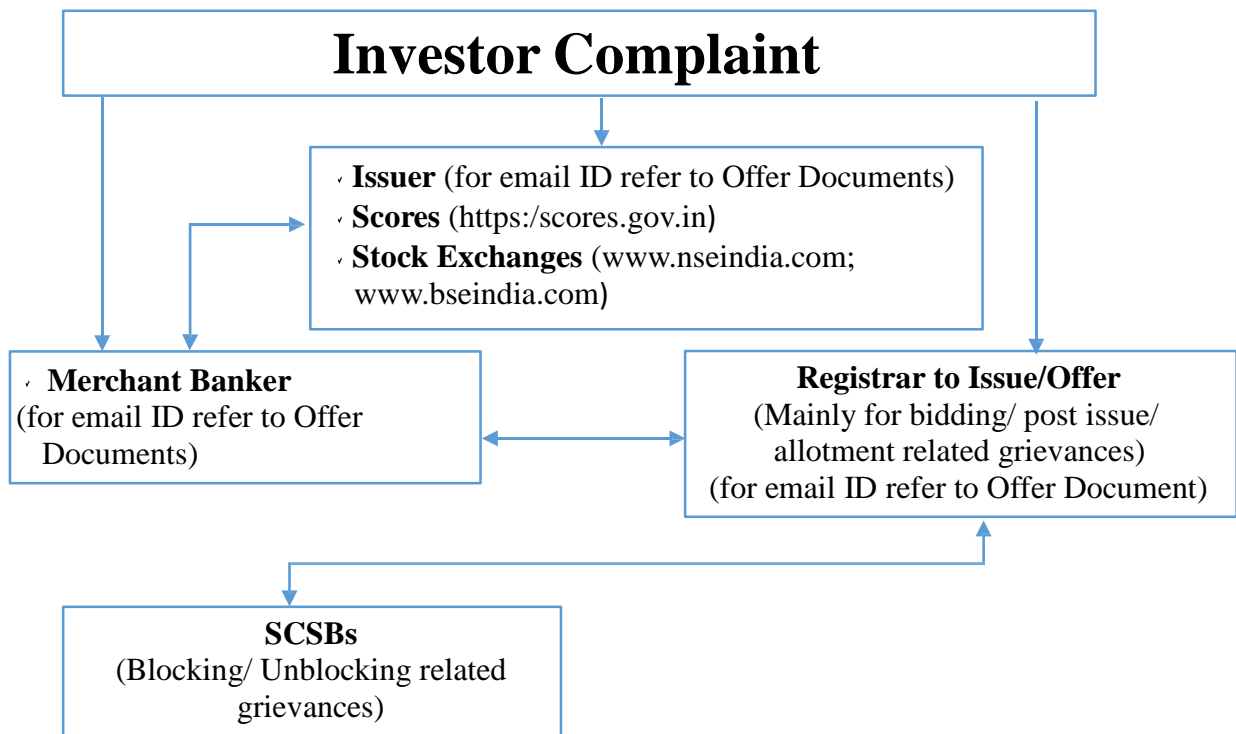 Investor Complaint
✓ Issuer (for email ID refer to Offer Documents)
✓ Scores (https:/scores.gov.in)
✓ Stock Exchanges (www.nseindia.com;
www.bseindia.com)
✓ Merchant Banker
(for email ID refer to Offer
Documents)
Registrar to Issue/Offer
(Mainly for bidding/ post issue/
allotment related grievances)
(for email ID refer to Offer Document)
SCSBs
(Blocking/ Unblocking related
grievances)